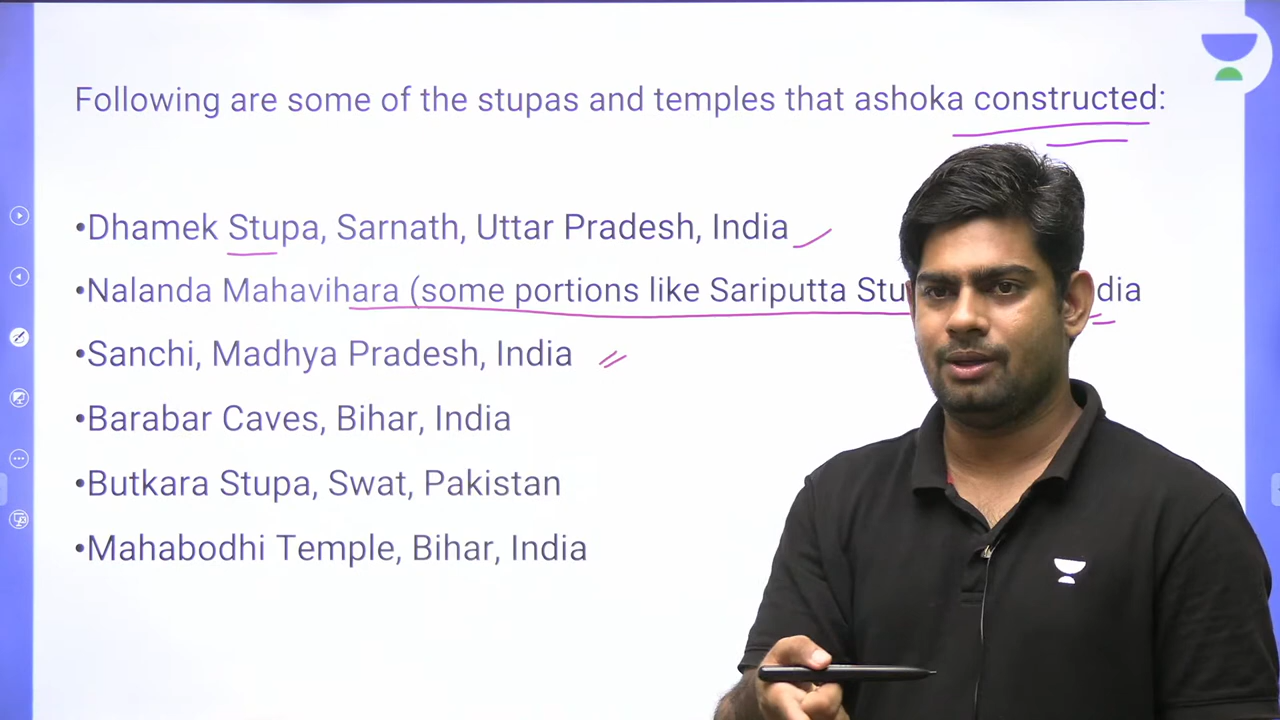 Following are some of the stupas and temples that ashoka constructed:
•Dhamek Stupa, Sarnath, Uttar Pradesh, India
•Nalanda Mahavihara (some portions like Sariputta
•Sanchi, Madhya Pradesh, India
•Barabar Caves, Bihar, India
•Butkara Stupa, Swat, Pakistan
•Mahabodhi Temple, Bihar, India